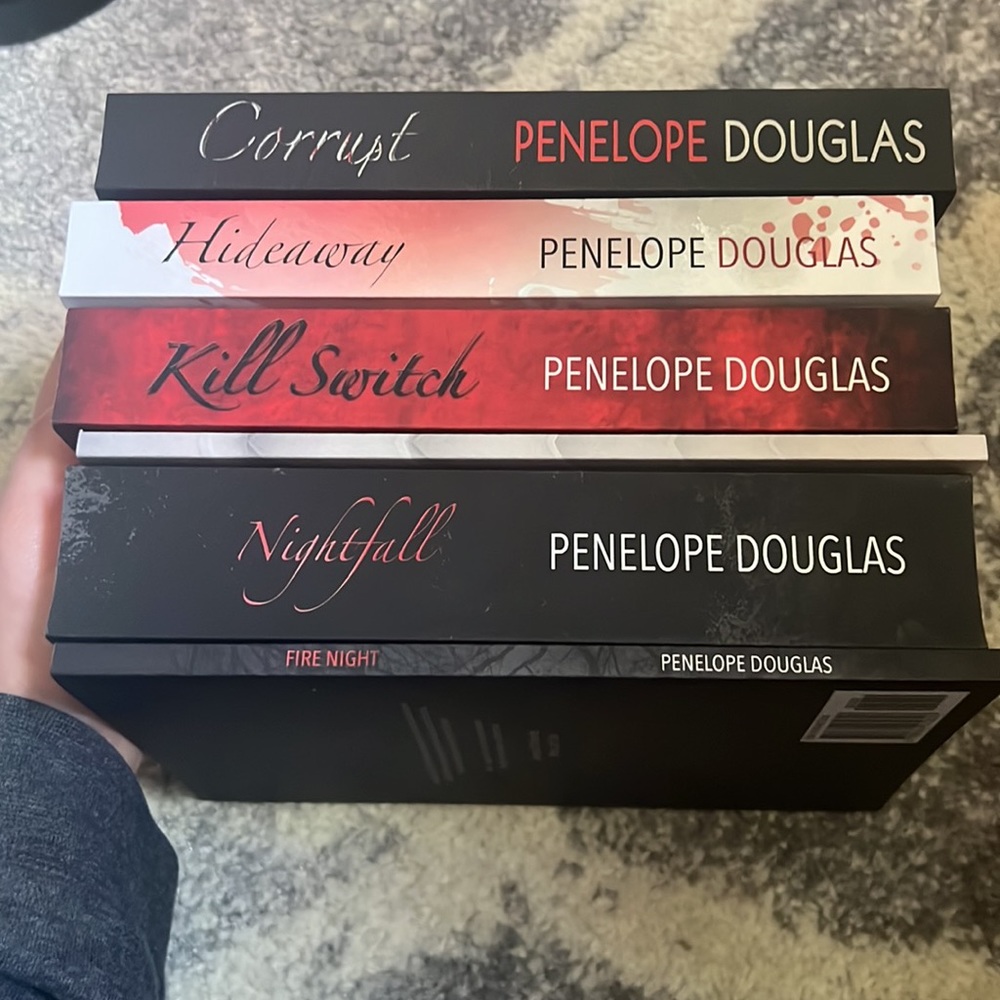 Corrupt PENELOPE DOUGLAS
Hideaway PENELOPE DOUGLAS
Kill Switch PENELOPE DOUGLAS
Nightfall PENELOPE DOUGLAS
FIRE NIGHT PENELOPE DOUGLAS